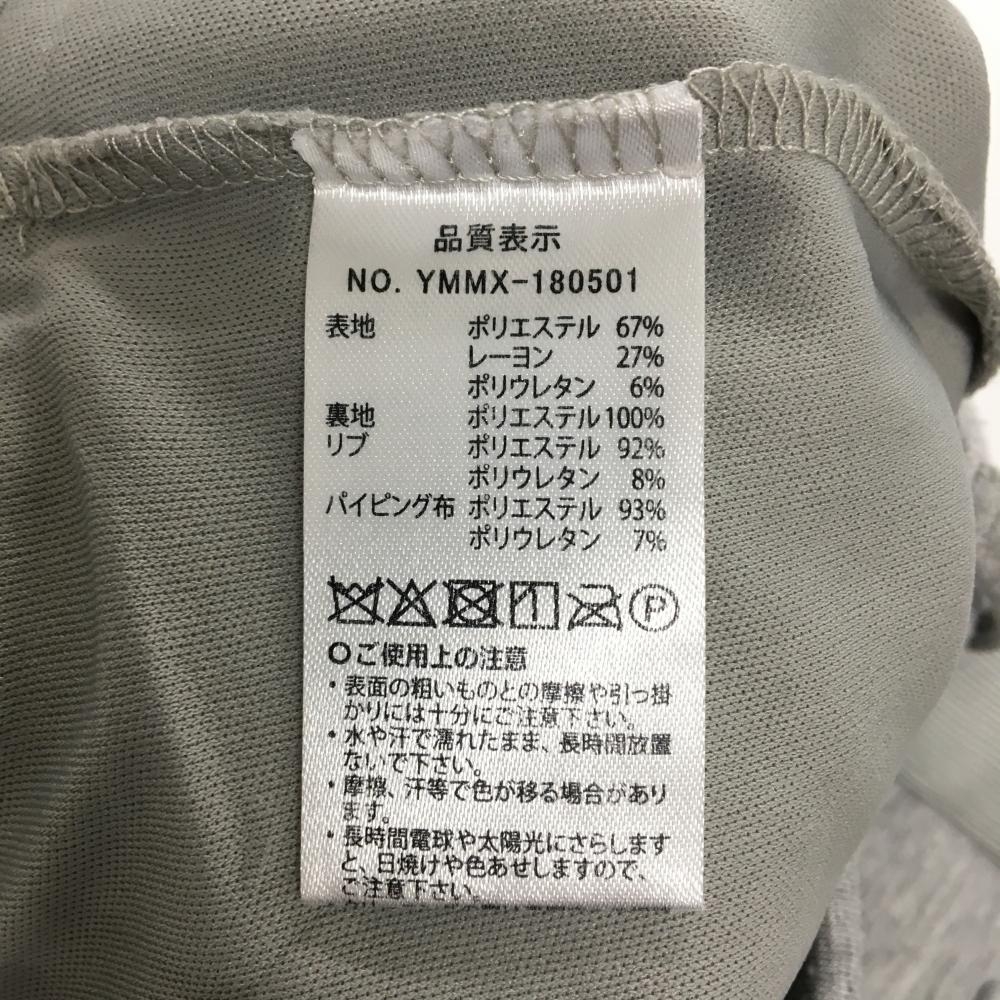 品質表示
NO. YMMX-180501
表地 ポリエステル 67%
レーヨン 27%
ポリウレタン 6%
裏地 ポリエステル 100%
リブ ポリエステル 92%
ポリウレタン 8%
パイピング布 ポリエステル 93%
ポリウレタン 7%
P
〇ご使用上の注意
・表面の粗いものとの摩擦や引っ掛
かりには十分にご注意下さい。
・水や汗で濡れたまま、長時間放置
ないで下さい。
・摩擦、汗等で色が移る場合があり
ます。
・長時間電球や太陽光にさらします
と、日焼けや色あせしますので、
ご注意下さい。